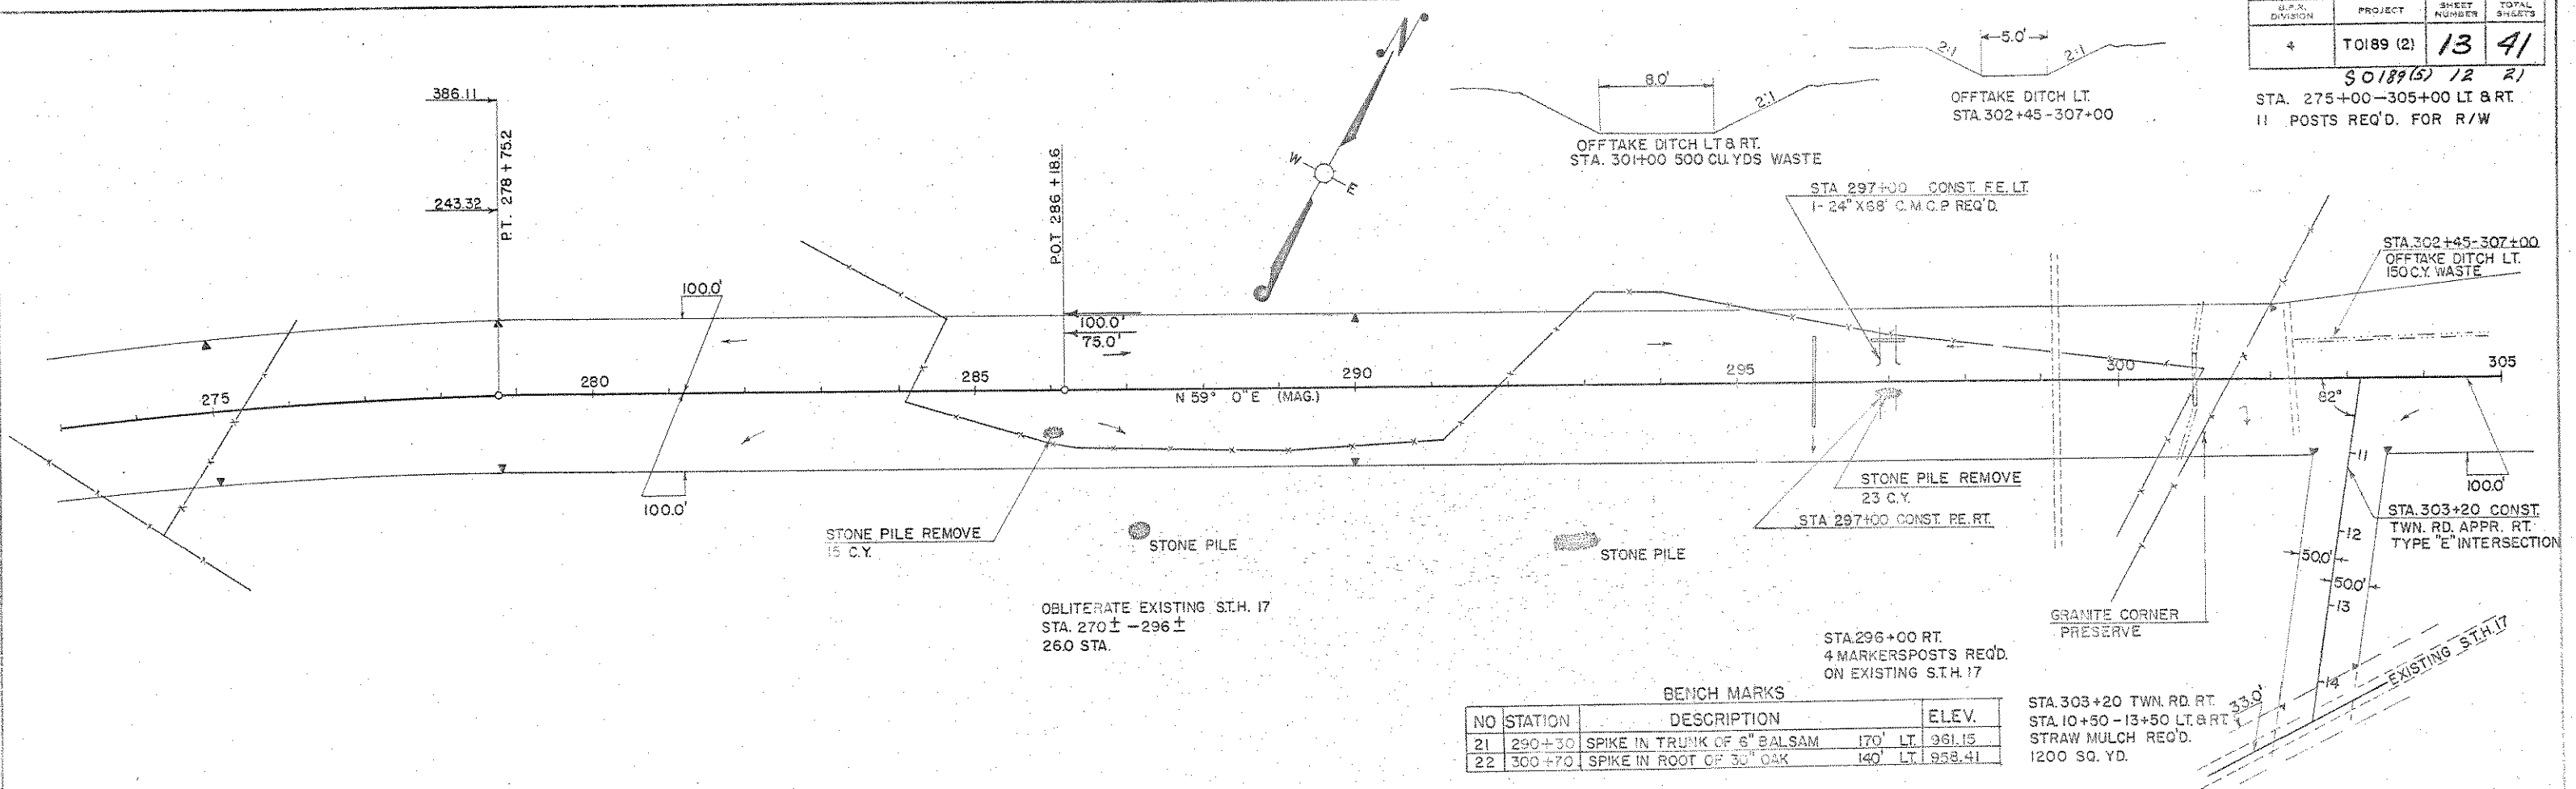 B.P.R. DIVISION PROJECT SHEET NUMBER TOTAL SHEETS
4 T 0189 (2) 13 41
S 0189(5) 12 21
STA. 275+00-305+00 LT & RT.
11 POSTS REQ'D. FOR R/W
5.0'
2:1
2:1
OFFTAKE DITCH LT.
STA. 302+45-307+00
8.0'
2:1
OFFTAKE DITCH LT & RT.
STA. 301+00 500 CU. YDS WASTE
386.11
243.32
P.T. 278 + 75.2
P.O.T. 286 + 18.6
W
E
STA 297+00 CONST. F.E. LT.
1-24" X68' C.M.C.P REQ'D.
STA. 302+45-307+00
OFFTAKE DITCH LT.
150 C.Y. WASTE
100.0'
100.0'
75.0'
275
280
285
290
295
300
305
N 59° 0" E (MAG.)
82°
11
12
13
14
100.0'
100.0'
STONE PILE REMOVE
15 C.Y.
STONE PILE
STONE PILE
STONE PILE REMOVE
23 C.Y.
STA 297+00 CONST. P.E. RT.
STA. 303+20 CONST.
TWN. RD. APPR. RT.
TYPE "E" INTERSECTION
50.0'
50.0'
GRANITE CORNER
PRESERVE
OBLITERATE EXISTING S.T.H. 17
STA. 270± -296±
26.0 STA.
STA. 296+00 RT.
4 MARKERSPOSTS REQ'D.
ON EXISTING S.T.H. 17
EXISTING S.T.H. 17
33.0'
BENCH MARKS
NO STATION DESCRIPTION ELEV.
21 290+30 SPIKE IN TRUNK OF 6" BALSAM 170' LT. 961.15
22 300+70 SPIKE IN ROOT OF 30" OAK 140' LT. 958.41
STA. 303+20 TWN. RD. RT.
STA. 10+50-13+50 LT. & RT.
STRAW MULCH REQ'D.
1200 SQ. YD.